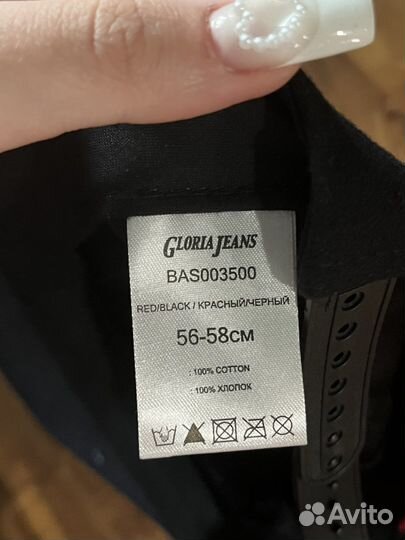 GLORIA JEANS
BAS003500
RED/BLACK / КРАСНЫЙ/ЧЕРНЫЙ
56-58см
: 100% COTTON
: 100% ХЛОПОК
Avito